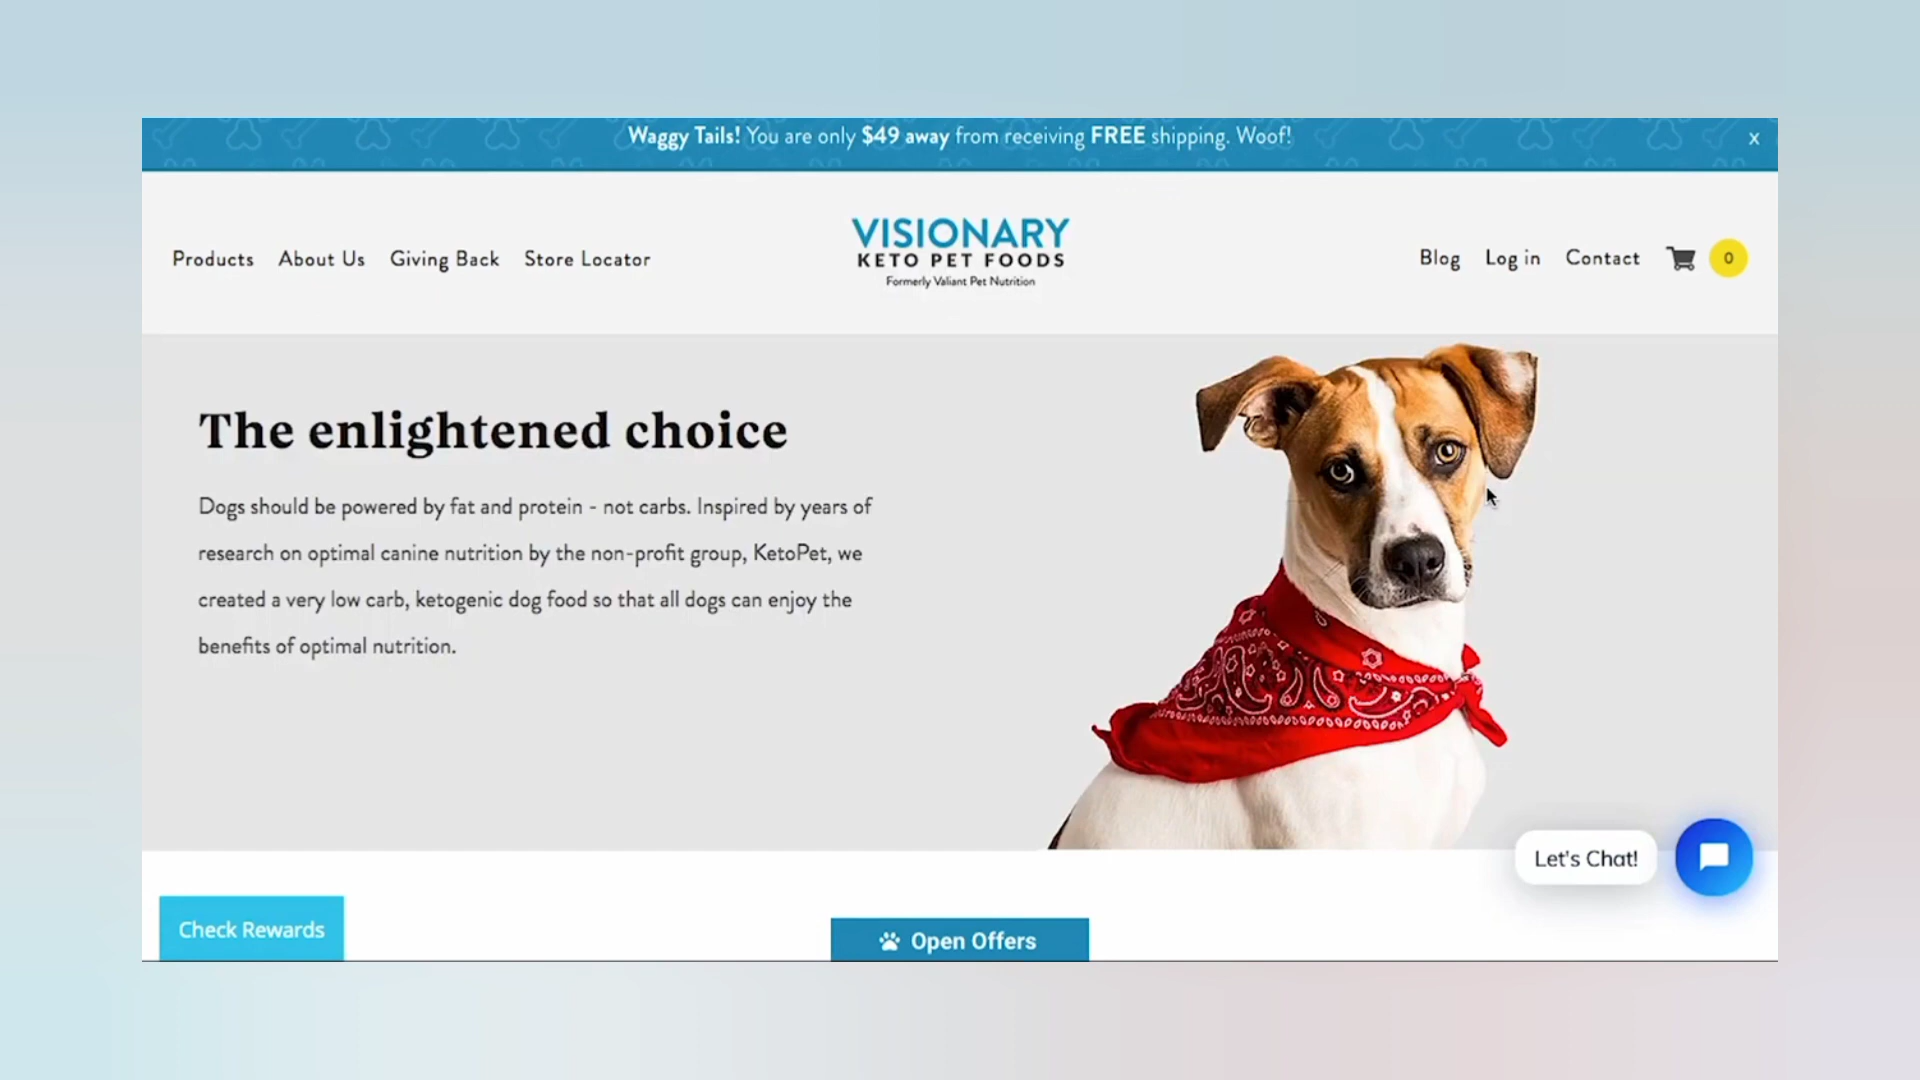 Waggy Tails! You are only $49 away from receiving FREE shipping. Woof!
x
Products About Us Giving Back Store Locator
VISIONARY
KETO PET FOODS
Formerly Valiant Pet Nutrition
Blog Log in Contact 0
The enlightened choice
Dogs should be powered by fat and protein - not carbs. Inspired by years of
research on optimal canine nutrition by the non-profit group, KetoPet, we
created a very low carb, ketogenic dog food so that all dogs can enjoy the
benefits of optimal nutrition.
Let's Chat!
Check Rewards
Open Offers